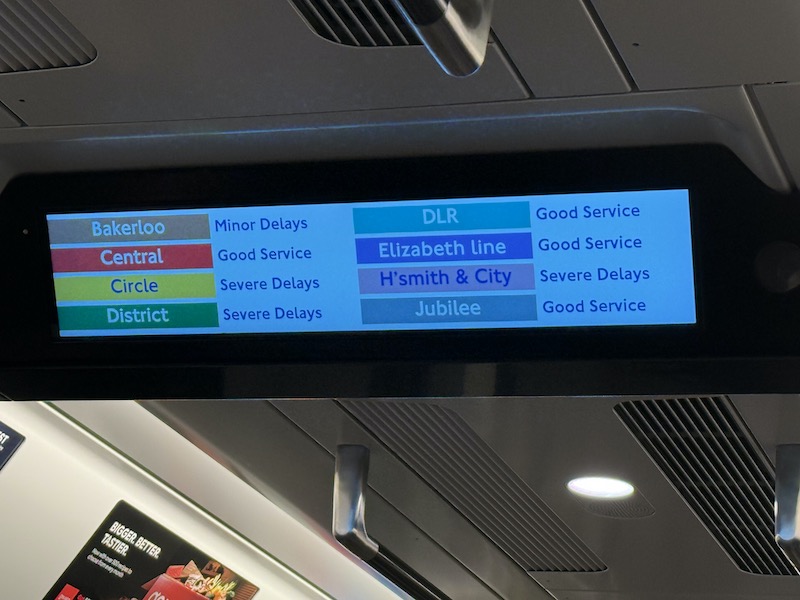 Bakerloo Minor Delays
Central Good Service
Circle Severe Delays
District Severe Delays
DLR Good Service
Elizabeth line Good Service
H'smith & City Severe Delays
Jubilee Good Service
BIGGER. BETTER.
TASTIER.